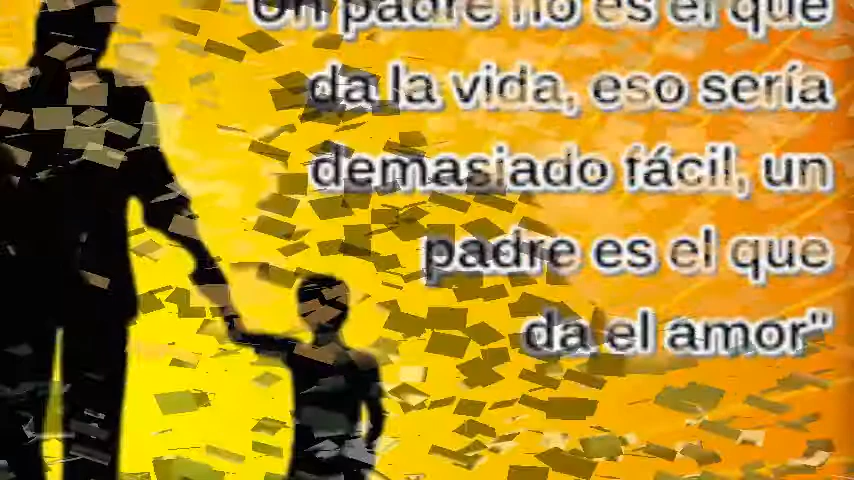 "Un padre no es el que
da la vida, eso sería
demasiado fácil, un
padre es el que
da el amor"